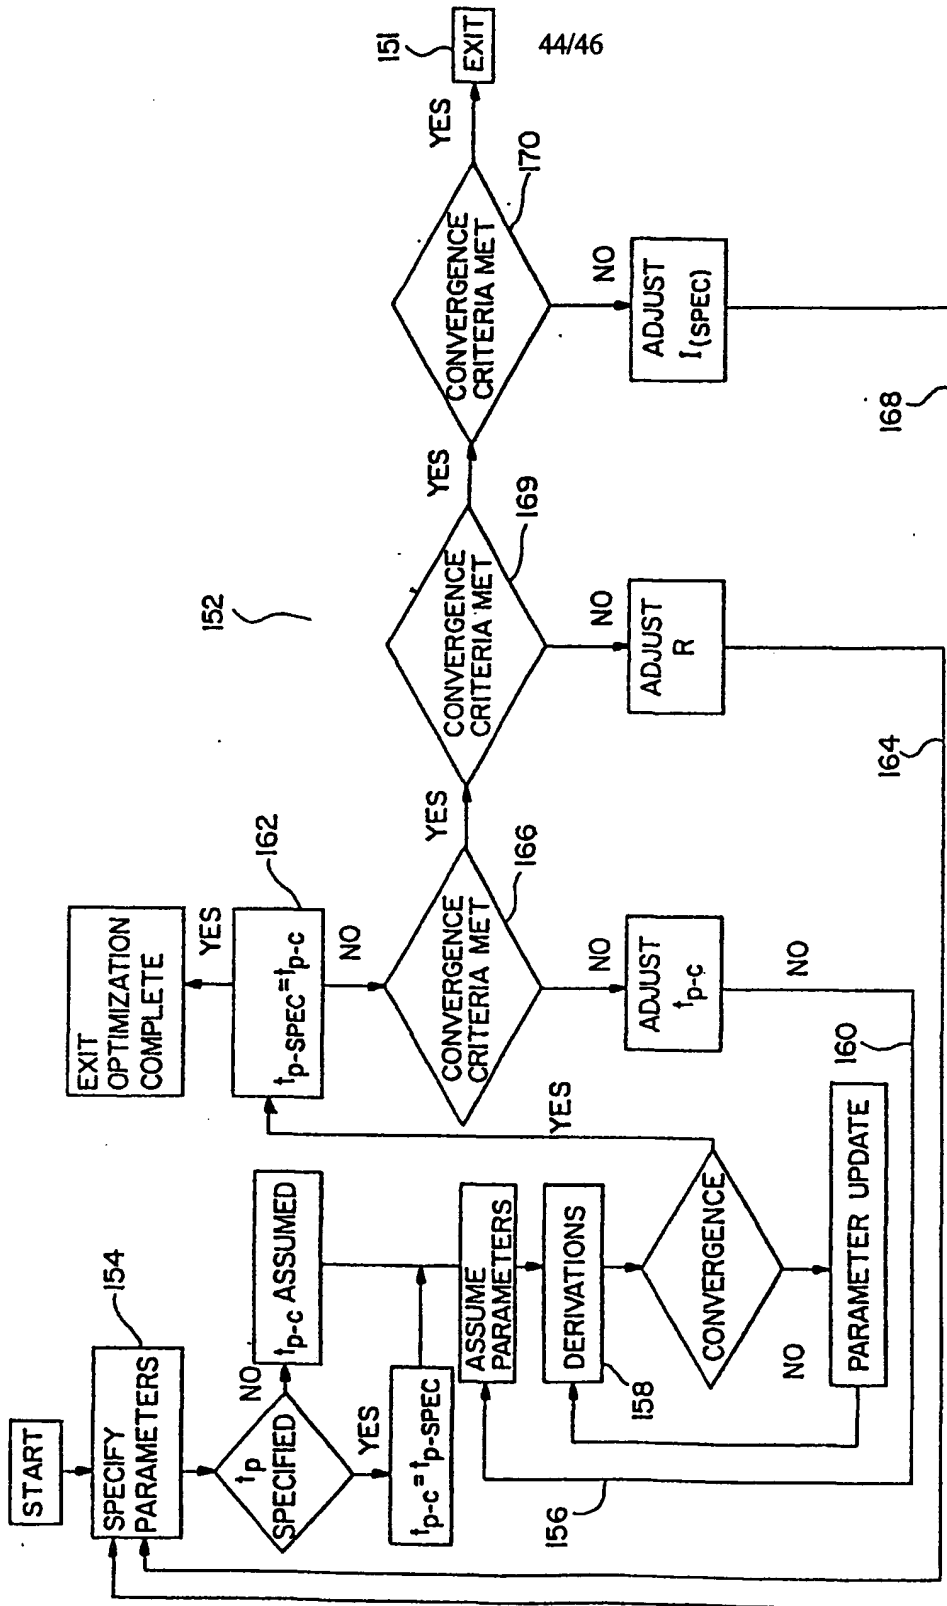 44/46
START
SPECIFY
PARAMETERS
154
tp
SPECIFIED
NO
tp-c ASSUMED
YES
tp-c=tp-SPEC
ASSUME
PARAMETERS
156
DERIVATIONS
158
CONVERGENCE
YES
NO
PARAMETER UPDATE
160
EXIT
OPTIMIZATION
COMPLETE
YES
tp-SPEC=tp-c
162
NO
CONVERGENCE
CRITERIA MET
166
NO
ADJUST
tp-c
NO
YES
152
CONVERGENCE
CRITERIA MET
169
NO
ADJUST
R
164
YES
CONVERGENCE
CRITERIA MET
170
NO
ADJUST
I(SPEC)
168
YES
EXIT
151